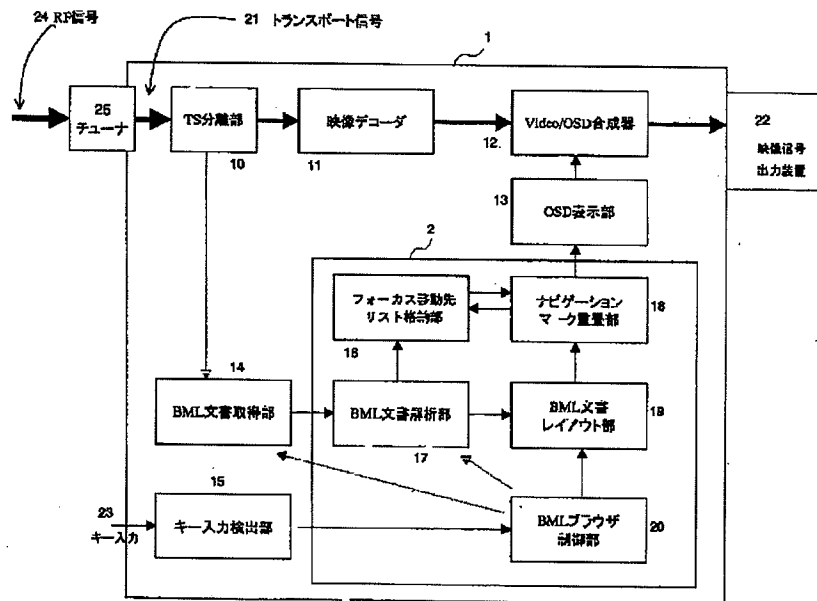 24 RF信号
21 トランスポート信号
1
25
チューナ
TS分離部
10
映像デコーダ
11
Video/OSD合成器
12.
22
映像信号
出力装置
13
OSD表示部
2
フォーカス移動先
リスト格納部
16
ナビゲーション
マーク重畳部
18
14
BML文書取得部
BML文書解析部
17
BML文書
レイアウト部
19
15
23
キー入力
キー入力検出部
BMLブラウザ
制御部
20